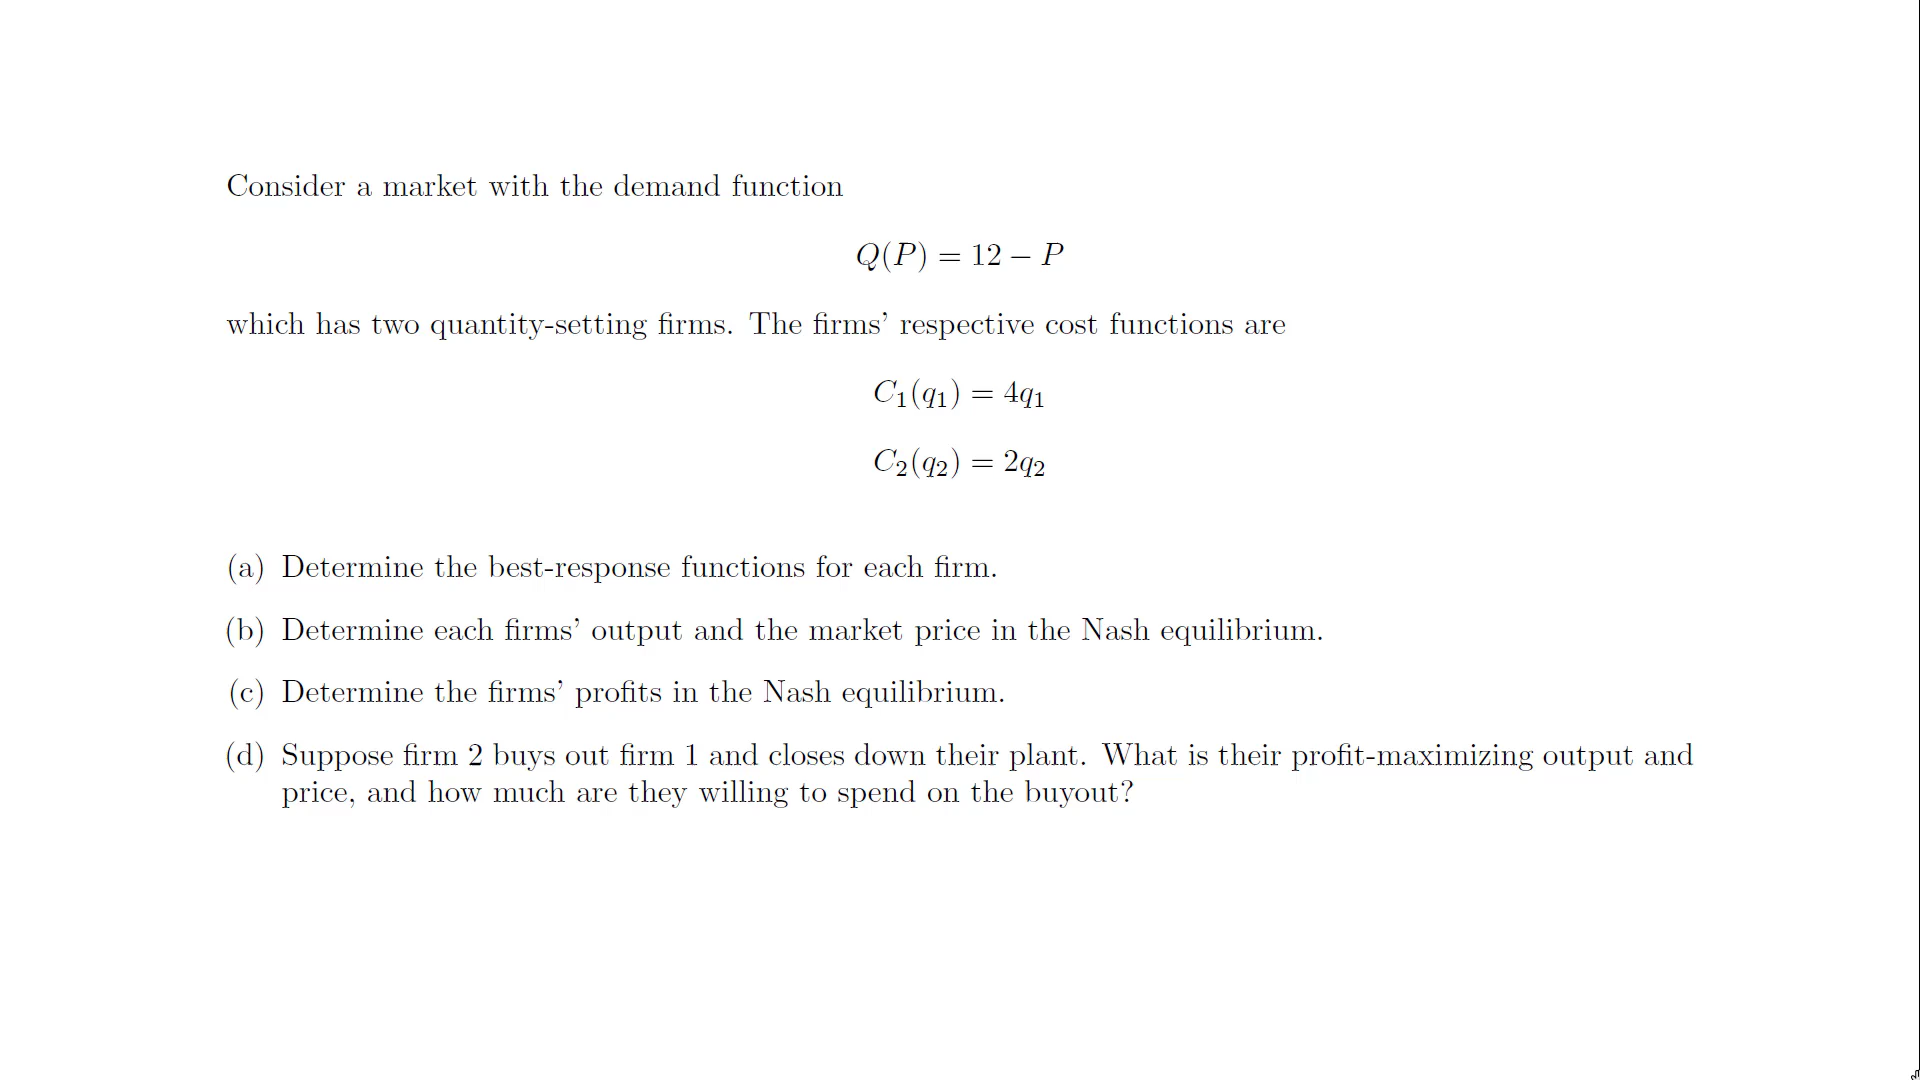 Consider a market with the demand function
Q(P) = 12 − P
which has two quantity-setting firms. The firms’ respective cost functions are
C₁(q₁) = 4q₁
C₂(q₂) = 2q₂
(a) Determine the best-response functions for each firm.
(b) Determine each firms’ output and the market price in the Nash equilibrium.
(c) Determine the firms’ profits in the Nash equilibrium.
(d) Suppose firm 2 buys out firm 1 and closes down their plant. What is their profit-maximizing output and
price, and how much are they willing to spend on the buyout?